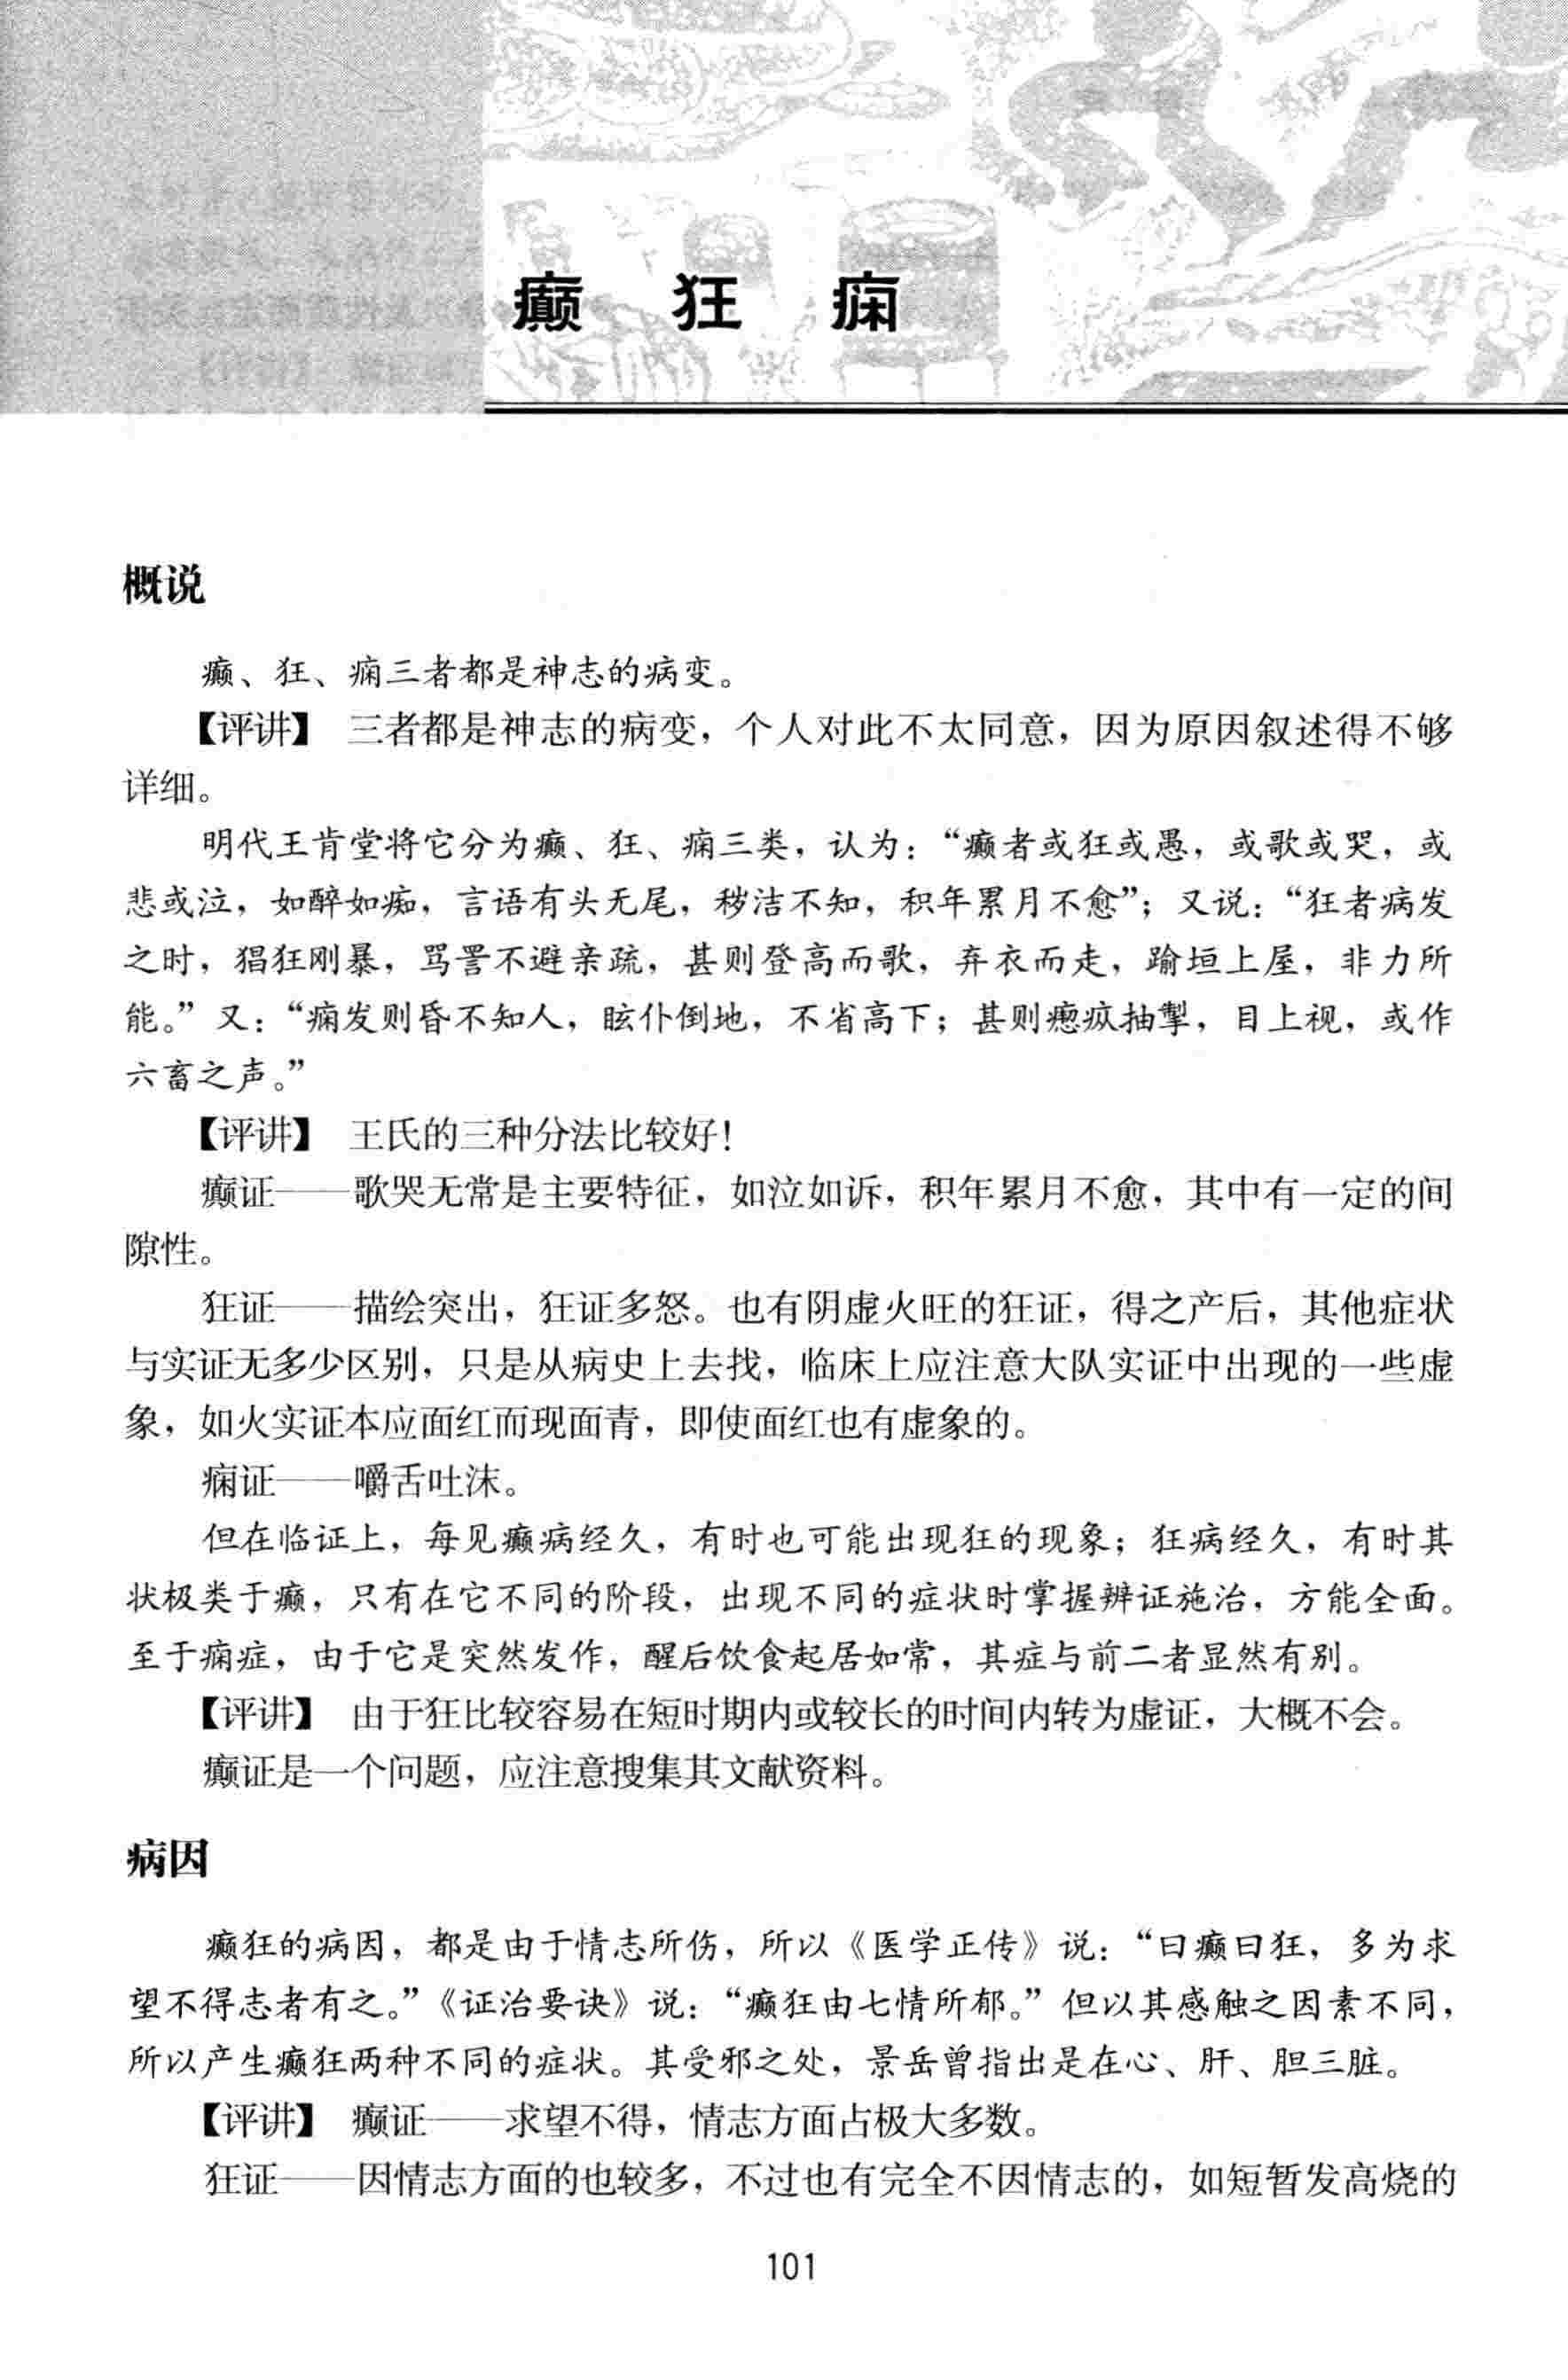 癫 狂 痫
概说
癫、狂、痫三者都是神志的病变。
【评讲】 三者都是神志的病变，个人对此不太同意，因为原因叙述得不够
详细。
明代王肯堂将它分为癫、狂、痫三类，认为：“癫者或狂或愚，或歌或哭，或
悲或泣，如醉如痴，言语有头无尾，秽洁不知，积年累月不愈”；又说：“狂者病发
之时，猖狂刚暴，骂詈不避亲疏，甚则登高而歌，弃衣而走，踰垣上屋，非力所
能。”又：“痫发则昏不知人，眩仆倒地，不省高下；甚则瘛疭抽掣，目上视，或作
六畜之声。”
【评讲】 王氏的三种分法比较好！
癫证——歌哭无常是主要特征，如泣如诉，积年累月不愈，其中有一定的间
隙性。
狂证——描绘突出，狂证多怒。也有阴虚火旺的狂证，得之产后，其他症状
与实证无多少区别，只是从病史上去找，临床上应注意大队实证中出现的一些虚
象，如火实证本应面红而现面青，即使面红也有虚象的。
痫证——嚼舌吐沫。
但在临证上，每见癫病经久，有时也可能出现狂的现象；狂病经久，有时其
状极类于癫，只有在它不同的阶段，出现不同的症状时掌握辨证施治，方能全面。
至于痫症，由于它是突然发作，醒后饮食起居如常，其症与前二者显然有别。
【评讲】 由于狂比较容易在短时期内或较长的时间内转为虚证，大概不会。
癫证是一个问题，应注意搜集其文献资料。
病因
癫狂的病因，都是由于情志所伤，所以《医学正传》说：“曰癫曰狂，多为求
望不得志者有之。”《证治要诀》说：“癫狂由七情所郁。”但以其感触之因素不同，
所以产生癫狂两种不同的症状。其受邪之处，景岳曾指出是在心、肝、胆三脏。
【评讲】 癫证——求望不得，情志方面占极大多数。
狂证——因情志方面的也较多，不过也有完全不因情志的，如短暂发高烧的
101